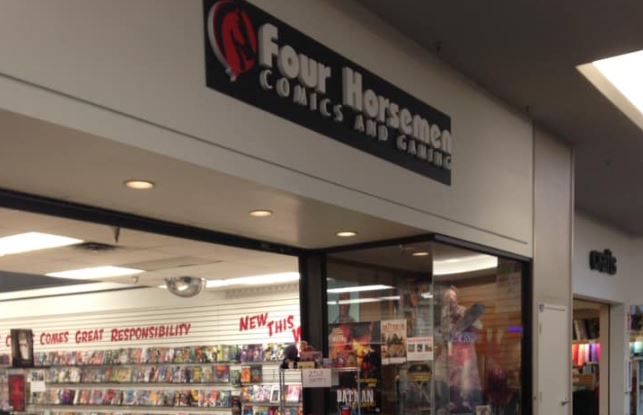 Four Horsemen
COMICS AND GAMING
COMES GREAT RESPONSIBILITY
NEW THIS
BATMAN